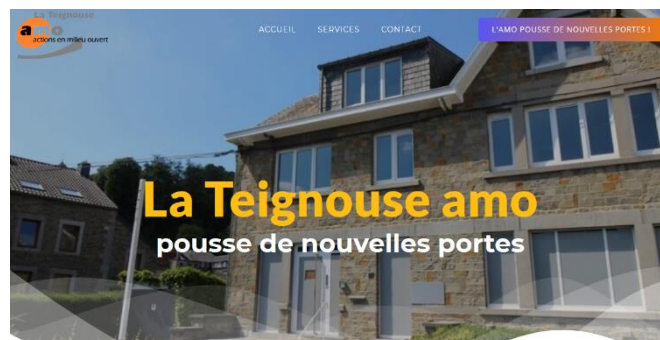 La Teignouse
amo
actions en milieu ouvert
ACCUEIL SERVICES CONTACT
L'AMO POUSSE DE NOUVELLES PORTES !
La Teignouse amo
pousse de nouvelles portes